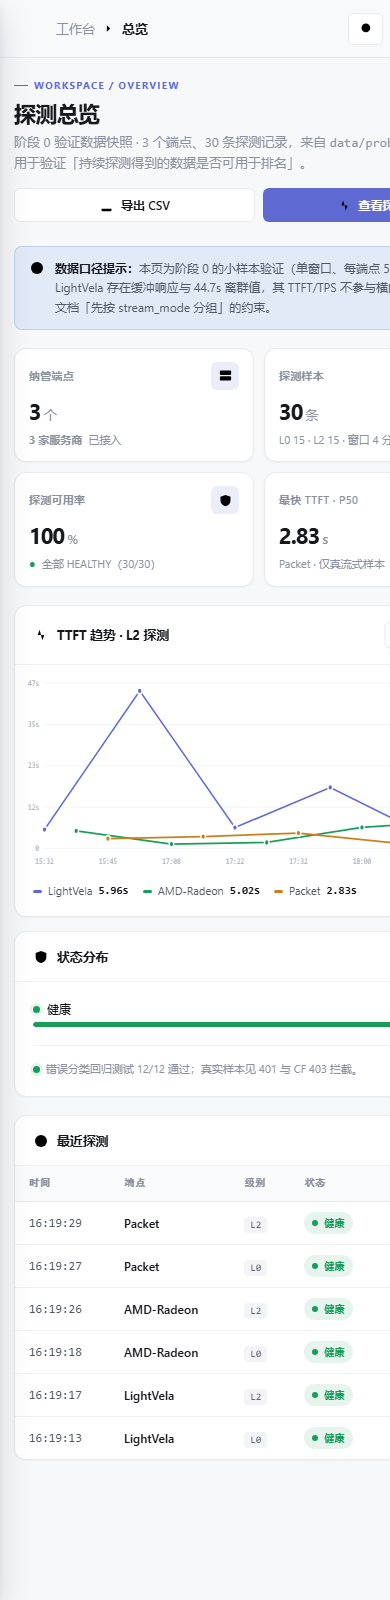 工作台 总览
WORKSPACE / OVERVIEW
探测总览
阶段 0 验证数据快照 · 3 个端点、30 条探测记录，来自 data/prob
用于验证「持续探测得到的数据是否可用于排名」。
导出 CSV
查看探
数据口径提示：本页为阶段 0 的小样本验证（单窗口、每端点 5
LightVela 存在缓冲响应与 44.7s 离群值，其 TTFT/TPS 不参与横向
文档「先按 stream_mode 分组」的约束。
纳管端点
3 个
3 家服务商 已接入
探测样本
30 条
L0 15 · L2 15 · 窗口 4 分
探测可用率
100 %
全部 HEALTHY（30/30）
最快 TTFT · P50
2.83 s
Packet · 仅真流式样本
TTFT 趋势 · L2 探测
47s
35s
23s
12s
0
15:32 15:45 17:08 17:22 17:32 18:00
LightVela 5.96s AMD-Radeon 5.02s Packet 2.83s
状态分布
健康
错误分类回归测试 12/12 通过；真实样本见 401 与 CF 403 拦截。
最近探测
时间 端点 级别 状态
16:19:29 Packet L2 健康
16:19:27 Packet L0 健康
16:19:26 AMD-Radeon L2 健康
16:19:18 AMD-Radeon L0 健康
16:19:17 LightVela L2 健康
16:19:13 LightVela L0 健康